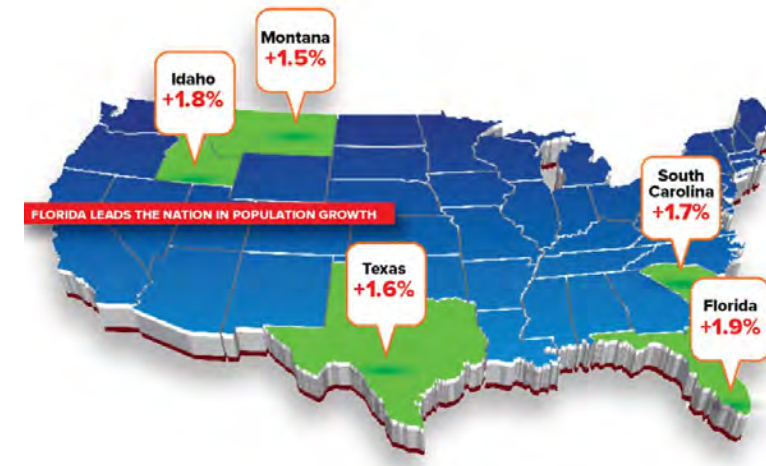 Montana
+1.5%
Idaho
+1.8%
South
Carolina
+1.7%
FLORIDA LEADS THE NATION IN POPULATION GROWTH
Texas
+1.6%
Florida
+1.9%